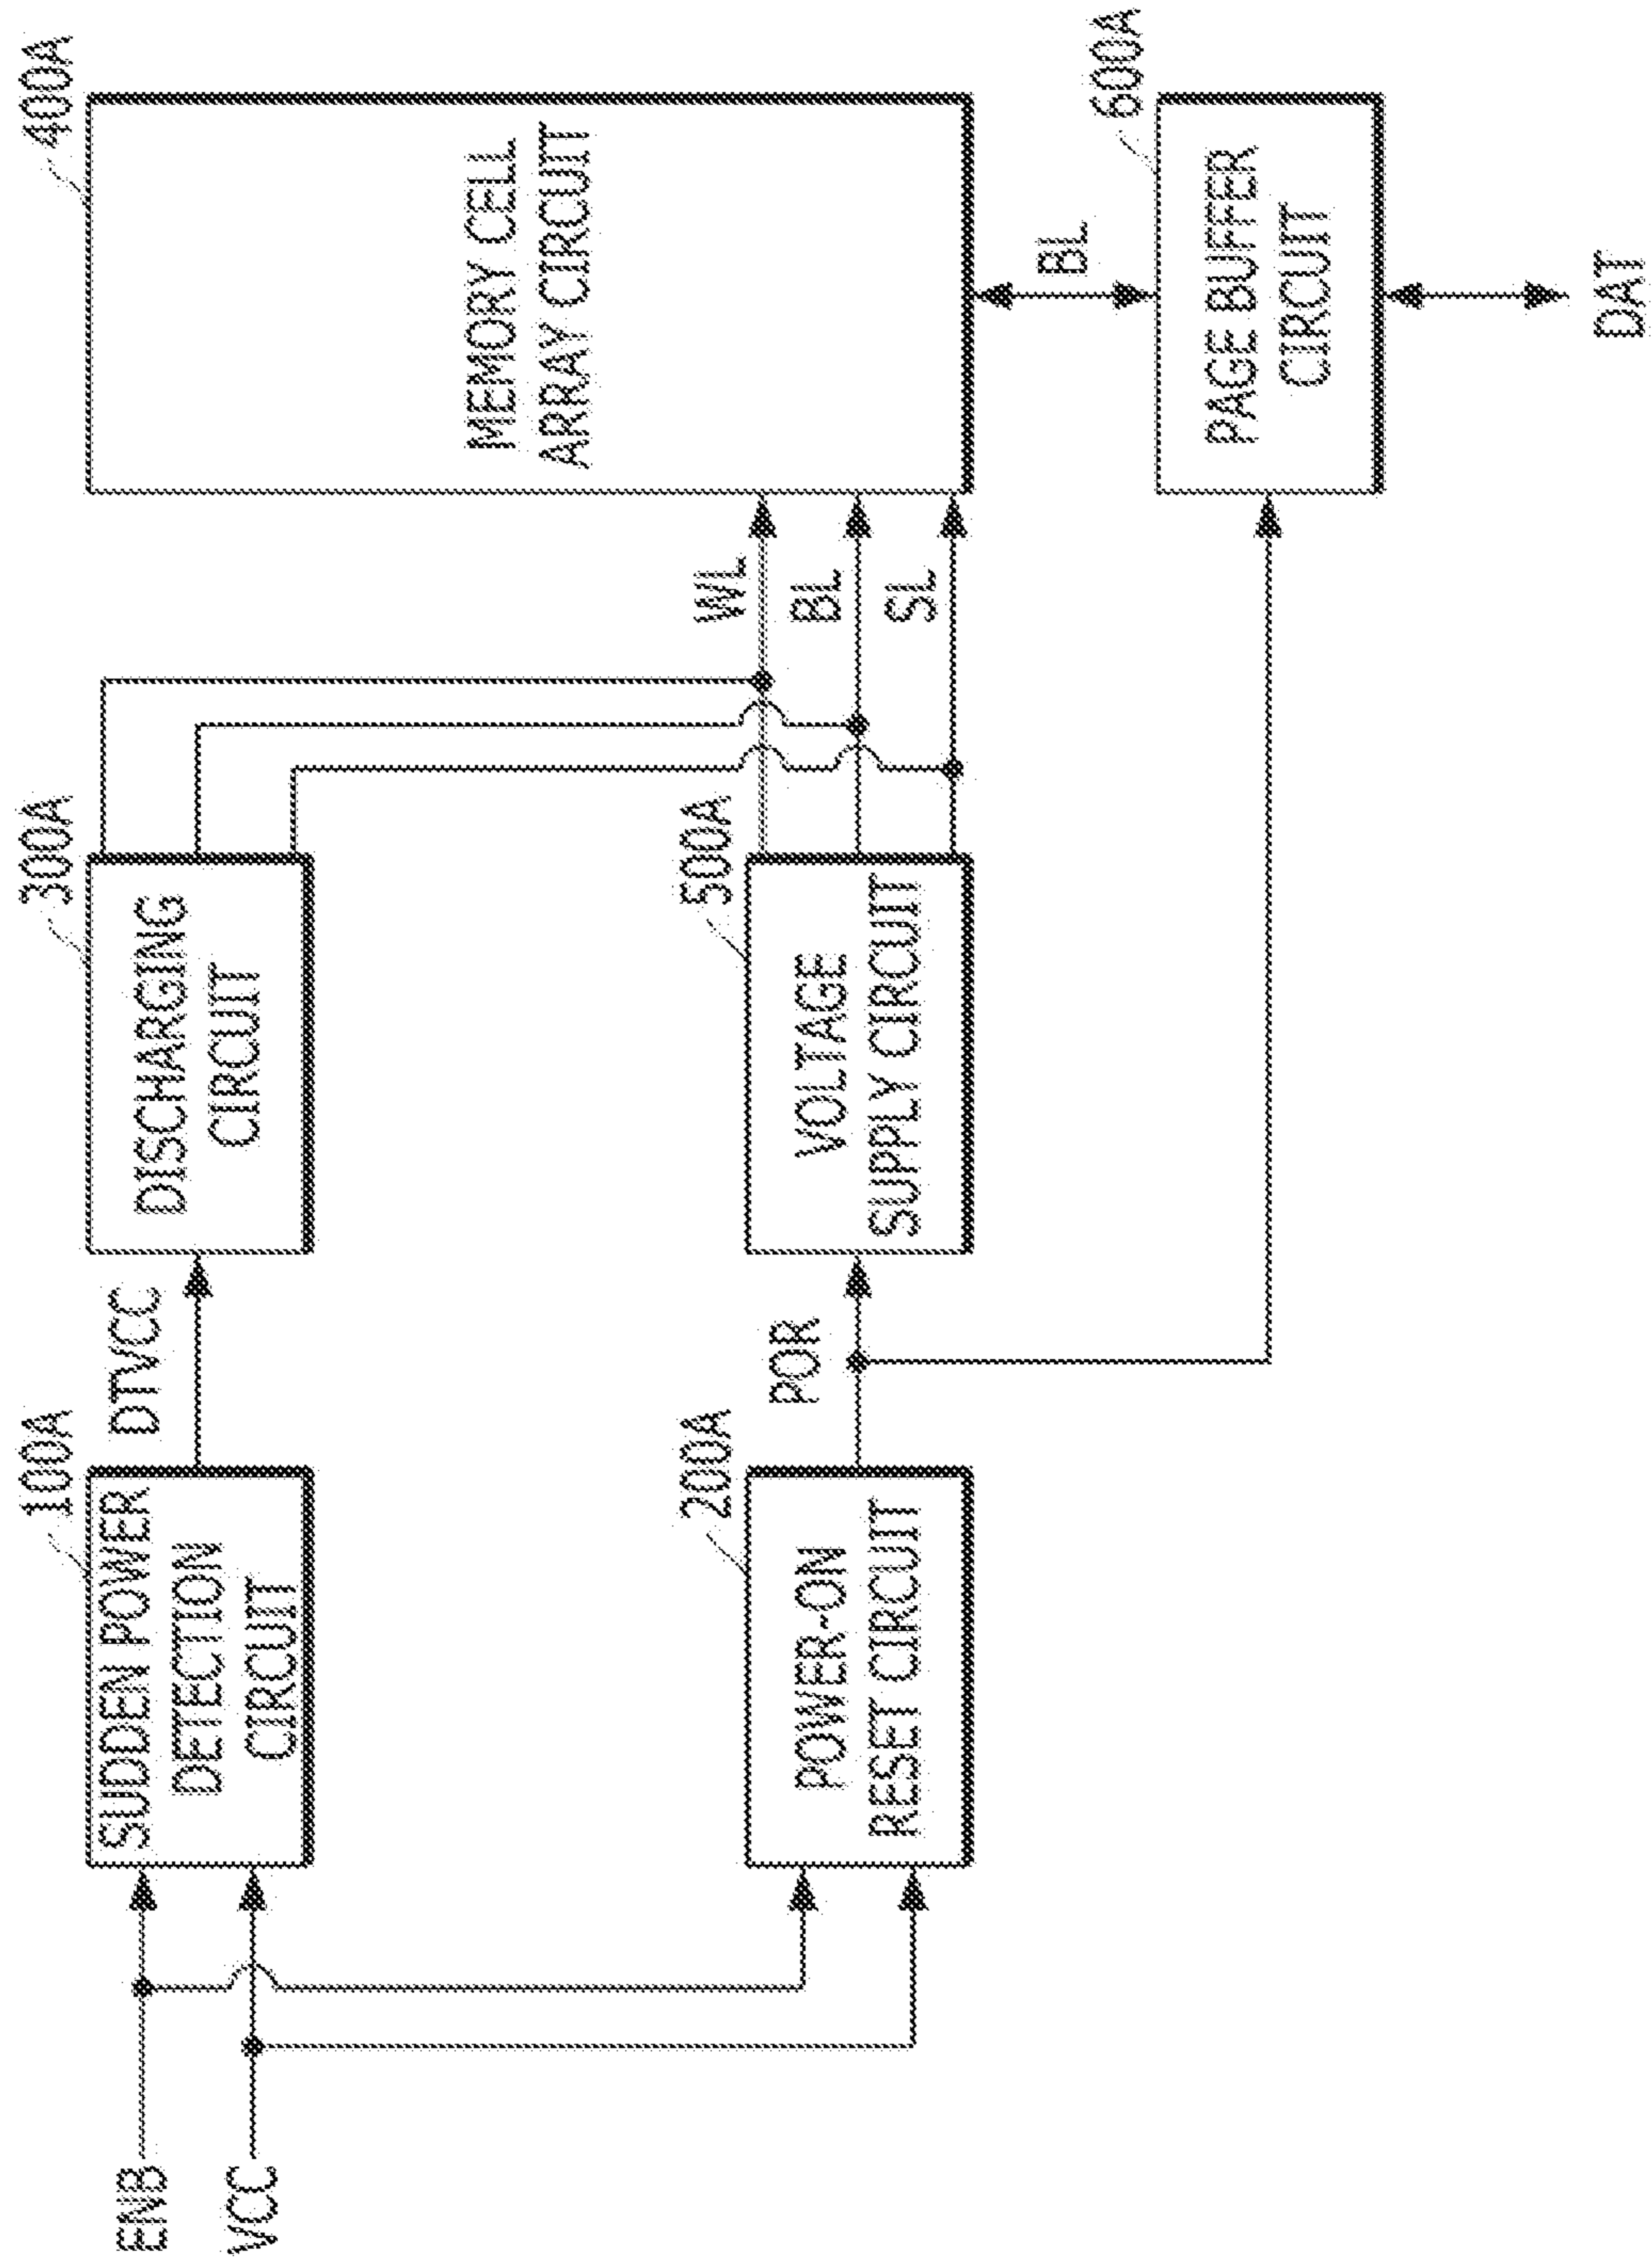 100A
SUDDEN POWER
DETECTION
CIRCUIT
DTVCC
300A
DISCHARGING
CIRCUIT
400A
MEMORY CELL
ARRAY CIRCUIT
ENB
VCC
200A
POWER-ON
RESET CIRCUIT
POR
500A
VOLTAGE
SUPPLY CIRCUIT
WL
BL
SL
BL
600A
PAGE BUFFER
CIRCUIT
DAT